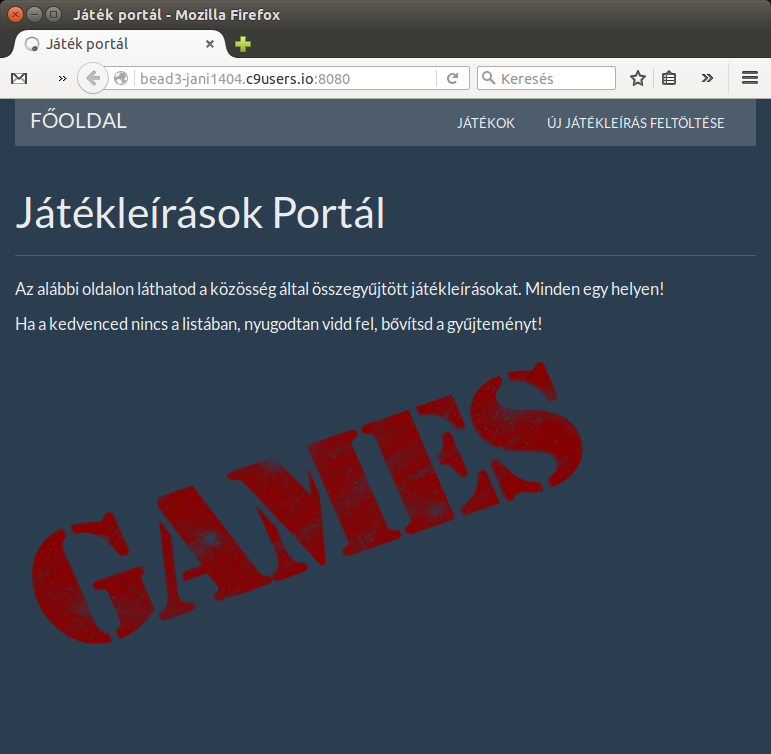 Játék portál - Mozilla Firefox
Játék portál
bead3-jani1404.c9users.io:8080
Keresés
FŐOLDAL
JÁTÉKOK
ÚJ JÁTÉKLEÍRÁS FELTÖLTÉSE
Játékleírások Portál
Az alábbi oldalon láthatod a közösség által összegyűjtött játékleírásokat. Minden egy helyen!
Ha a kedvenced nincs a listában, nyugodtan vidd fel, bővítsd a gyűjteményt!
GAMES